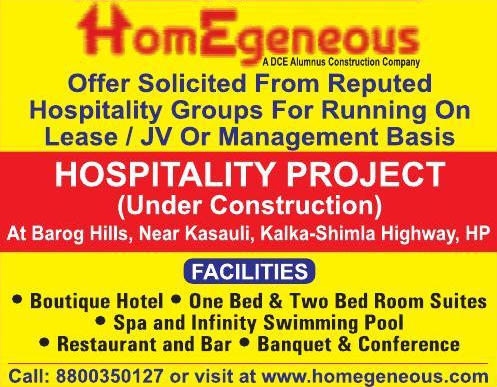 HomEgeneous
A DCE Alumnus Construction Company
Offer Solicited From Reputed
Hospitality Groups For Running On
Lease / JV Or Management Basis
HOSPITALITY PROJECT
(Under Construction)
At Barog Hills, Near Kasauli, Kalka-Shimla Highway, HP
FACILITIES
• Boutique Hotel • One Bed & Two Bed Room Suites
• Spa and Infinity Swimming Pool
• Restaurant and Bar • Banquet & Conference
Call: 8800350127 or visit at www.homegeneous.com